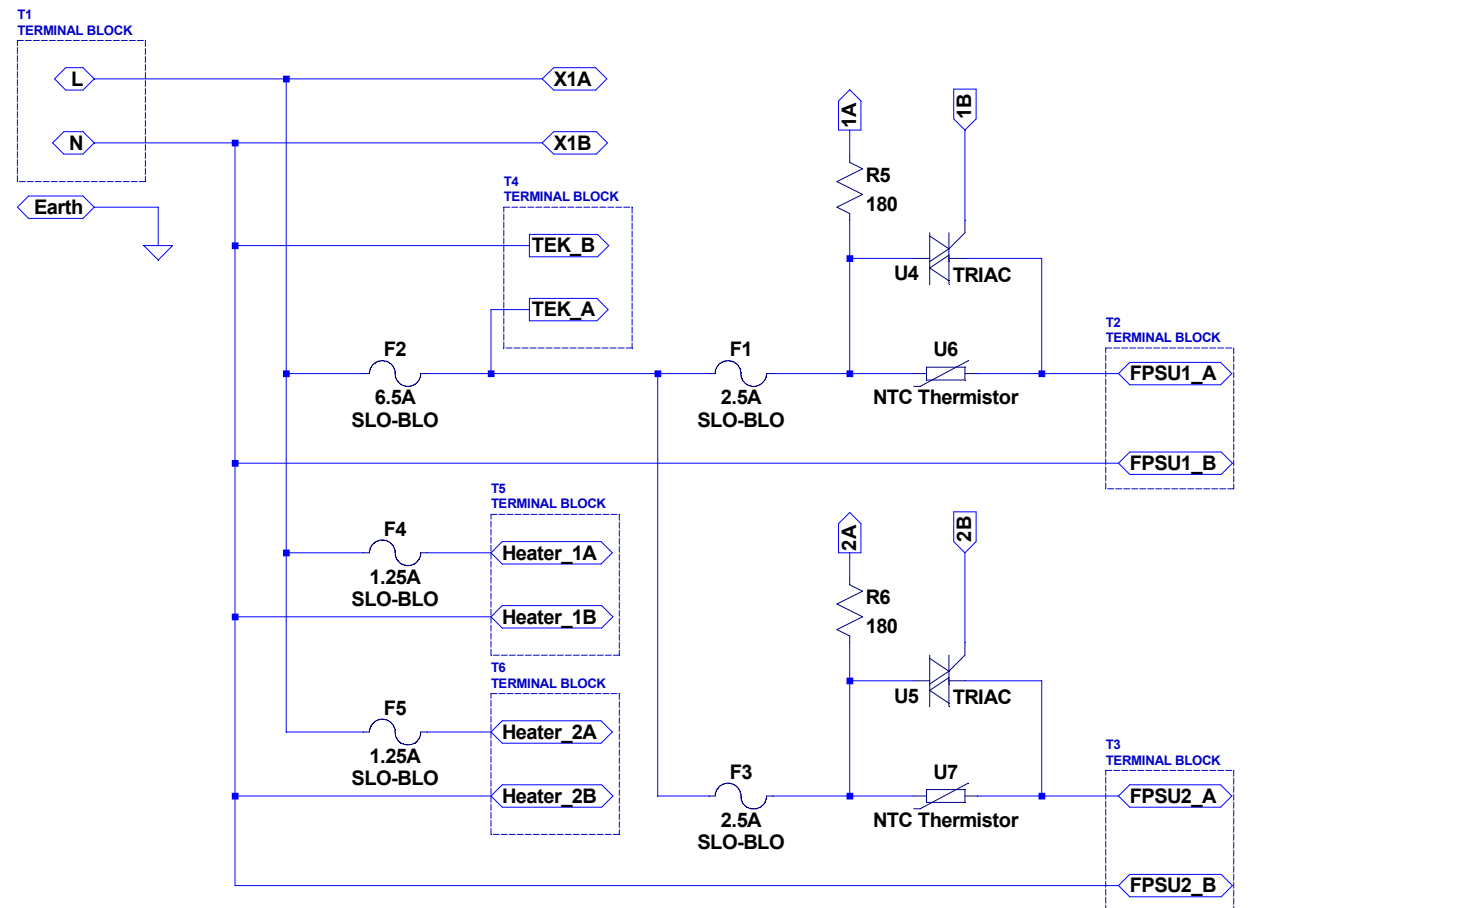 T1
TERMINAL BLOCK
L
X1A
N
X1B
Earth
1A
1B
R5
180
T4
TERMINAL BLOCK
TEK_B
TEK_A
U4
TRIAC
F2
6.5A
SLO-BLO
F1
2.5A
SLO-BLO
U6
NTC Thermistor
T2
TERMINAL BLOCK
FPSU1_A
FPSU1_B
T5
TERMINAL BLOCK
F4
1.25A
SLO-BLO
Heater_1A
Heater_1B
2A
2B
R6
180
T6
TERMINAL BLOCK
F5
1.25A
SLO-BLO
Heater_2A
Heater_2B
U5
TRIAC
F3
2.5A
SLO-BLO
U7
NTC Thermistor
T3
TERMINAL BLOCK
FPSU2_A
FPSU2_B